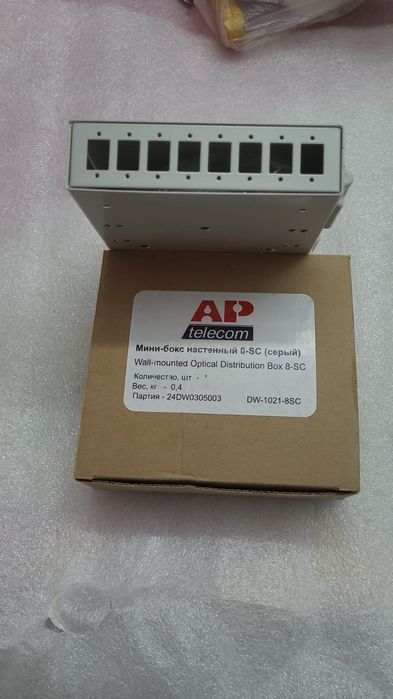 AP
telecom
Мини-бокс настенный 8-SC (серый)
Wall-mounted Optical Distribution Box 8-SC
Количество, шт -
Вес, кг - 0,4
Партия - 24DW0305003 DW-1021-8SC